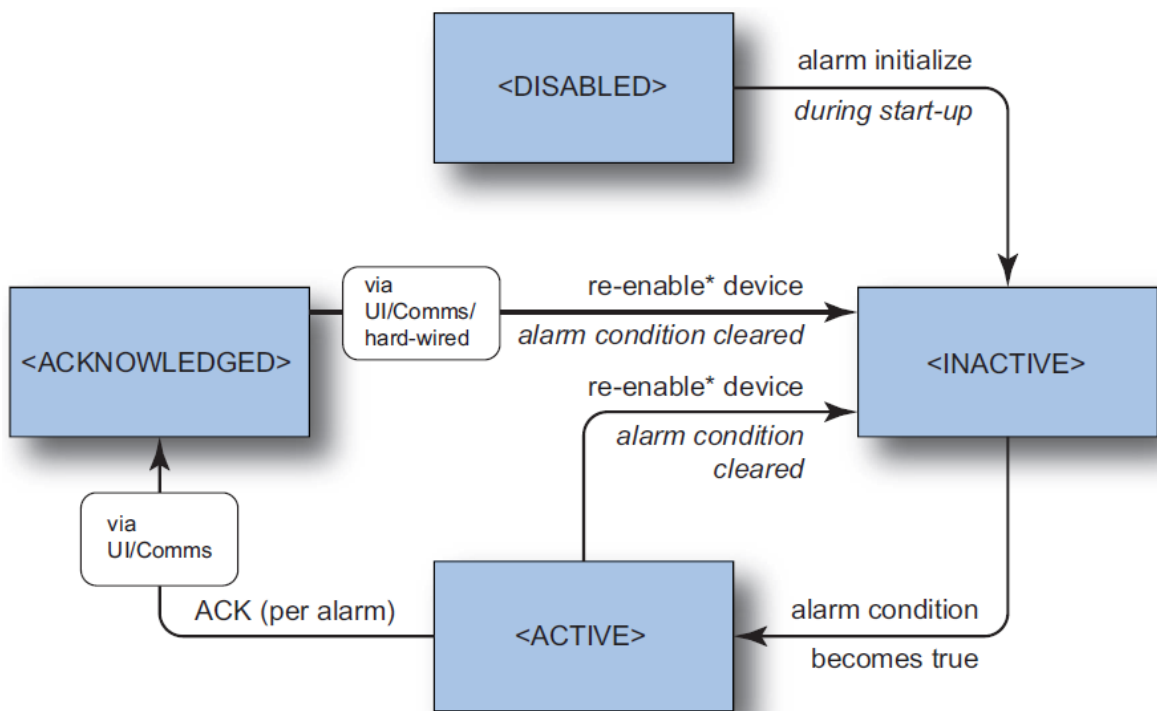 <DISABLED>
alarm initialize
during start-up
via
UI/Comms/
hard-wired
re-enable* device
alarm condition cleared
<ACKNOWLEDGED>
<INACTIVE>
re-enable* device
alarm condition
cleared
via
UI/Comms
ACK (per alarm)
<ACTIVE>
alarm condition
becomes true